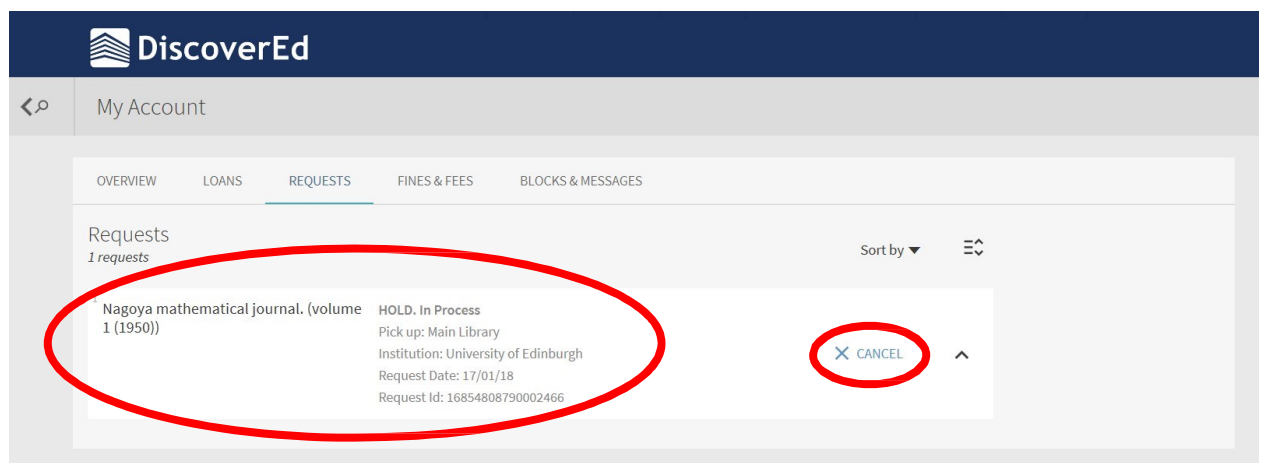 DiscoverEd
My Account
OVERVIEW LOANS REQUESTS FINES & FEES BLOCKS & MESSAGES
Requests
1 requests
Sort by
1
Nagoya mathematical journal. (volume
1 (1950))
HOLD. In Process
Pick up: Main Library
Institution: University of Edinburgh
Request Date: 17/01/18
Request Id: 16854808790002466
CANCEL